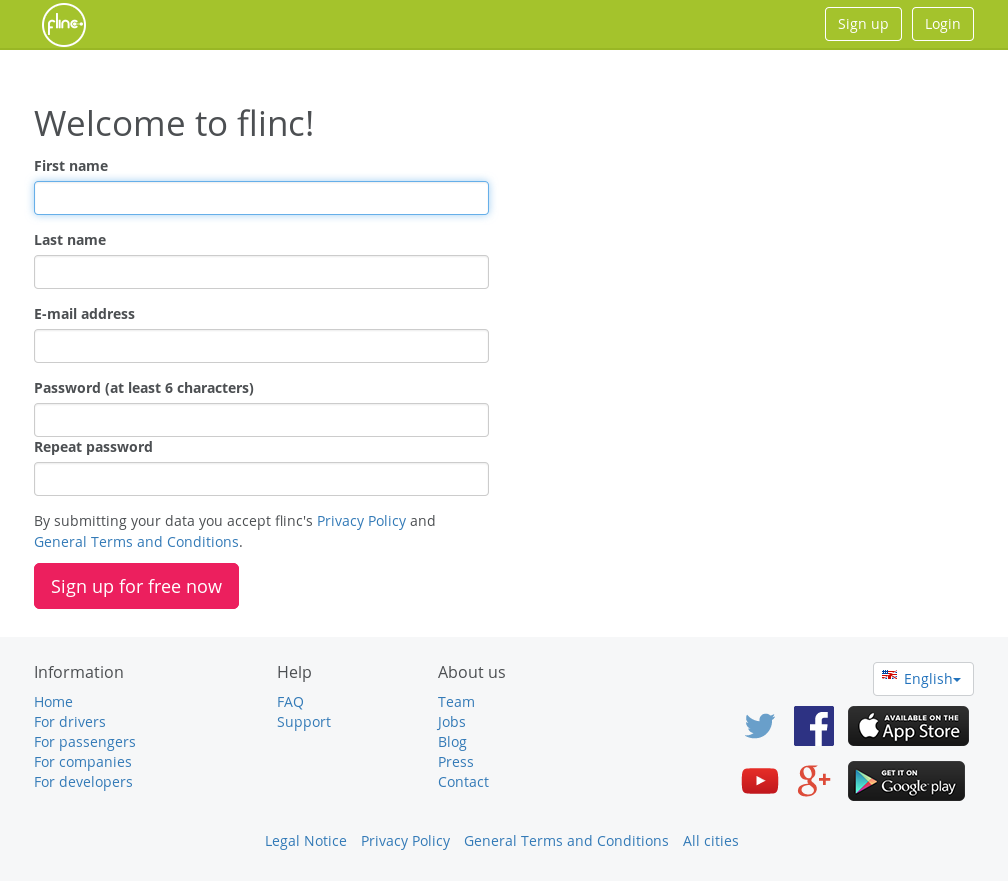 flinc
Sign up
Login
Welcome to flinc!
First name
Last name
E-mail address
Password (at least 6 characters)
Repeat password
By submitting your data you accept flinc's Privacy Policy and
General Terms and Conditions.
Sign up for free now
Information
Home
For drivers
For passengers
For companies
For developers
Help
FAQ
Support
About us
Team
Jobs
Blog
Press
Contact
English
AVAILABLE ON THE
App Store
GET IT ON
Google play
Legal Notice Privacy Policy General Terms and Conditions All cities